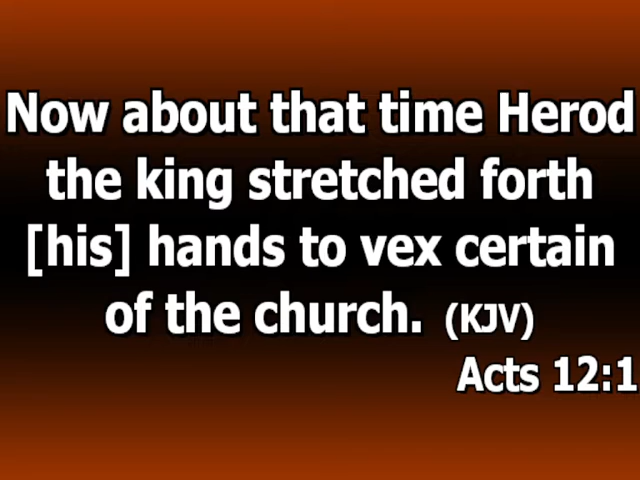 Now about that time Herod
the king stretched forth
[his] hands to vex certain
of the church. (KJV)
Acts 12:1